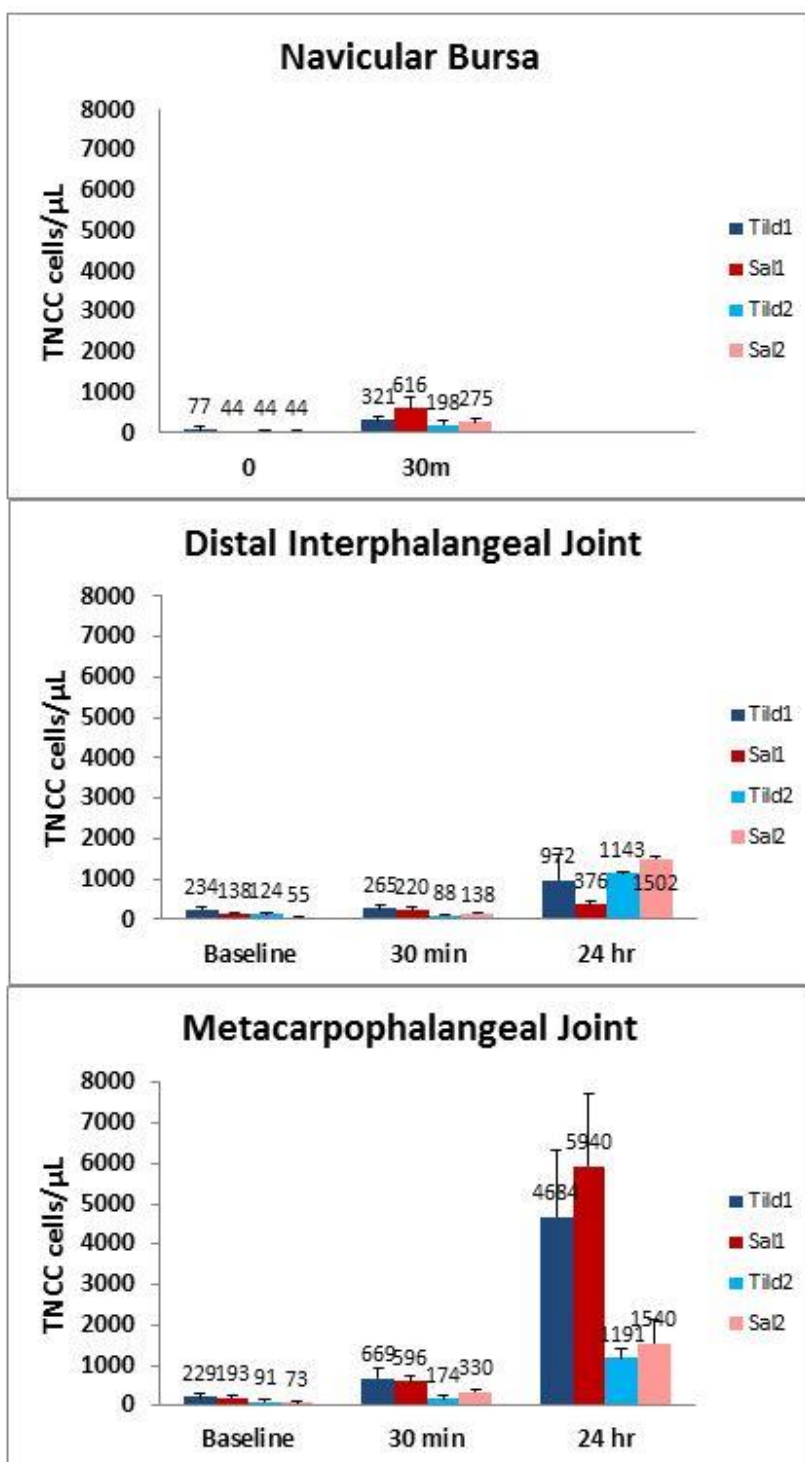 Navicular Bursa
TNCC cells/µL
8000
7000
6000
5000
4000
3000
2000
1000
0
77 44 44 44
321 616 198 275
0 30m
Tild1
Sal1
Tild2
Sal2
Distal Interphalangeal Joint
TNCC cells/µL
8000
7000
6000
5000
4000
3000
2000
1000
0
234 138 124 55
265 220 88 138
972 376 1143 1502
Baseline 30 min 24 hr
Tild1
Sal1
Tild2
Sal2
Metacarpophalangeal Joint
TNCC cells/µL
8000
7000
6000
5000
4000
3000
2000
1000
0
229 193 91 73
669 596 174 330
4684 5940 1191 1540
Baseline 30 min 24 hr
Tild1
Sal1
Tild2
Sal2